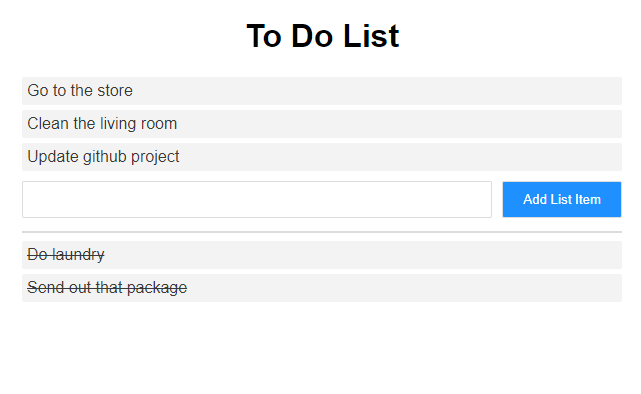 To Do List
Go to the store
Clean the living room
Update github project
Add List Item
Do laundry
Send out that package